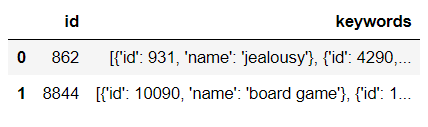 id keywords
0 862 [{'id': 931, 'name': 'jealousy'}, {'id': 4290,...
1 8844 [{'id': 10090, 'name': 'board game'}, {'id': 1...